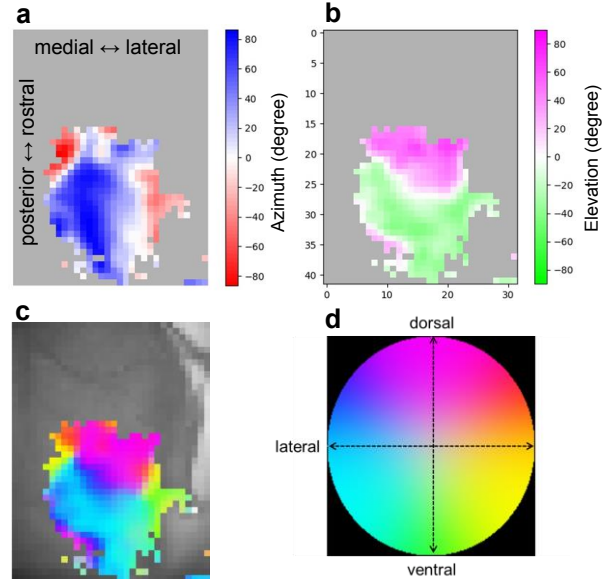 a
medial ↔ lateral
posterior ↔ rostral
80
60
40
20
0
−20
−40
−60
−80
Azimuth (degree)
b
0
5
10
15
20
25
30
35
40
0
10
20
30
80
60
40
20
0
−20
−40
−60
−80
Elevation (degree)
c
d
dorsal
lateral
ventral